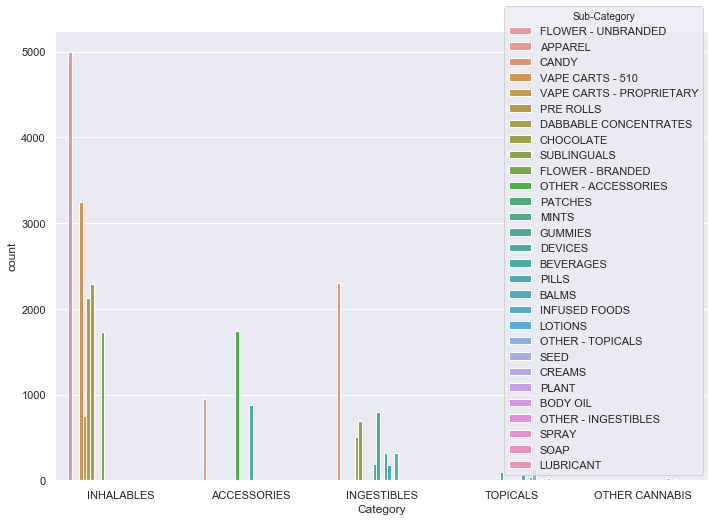 Sub-Category
FLOWER - UNBRANDED
APPAREL
CANDY
VAPE CARTS - 510
VAPE CARTS - PROPRIETARY
PRE ROLLS
DABBABLE CONCENTRATES
CHOCOLATE
SUBLINGUALS
FLOWER - BRANDED
OTHER - ACCESSORIES
PATCHES
MINTS
GUMMIES
DEVICES
BEVERAGES
PILLS
BALMS
INFUSED FOODS
LOTIONS
OTHER - TOPICALS
SEED
CREAMS
PLANT
BODY OIL
OTHER - INGESTIBLES
SPRAY
SOAP
LUBRICANT
5000
4000
3000
2000
1000
0
count
INHALABLES ACCESSORIES INGESTIBLES TOPICALS OTHER CANNABIS
Category